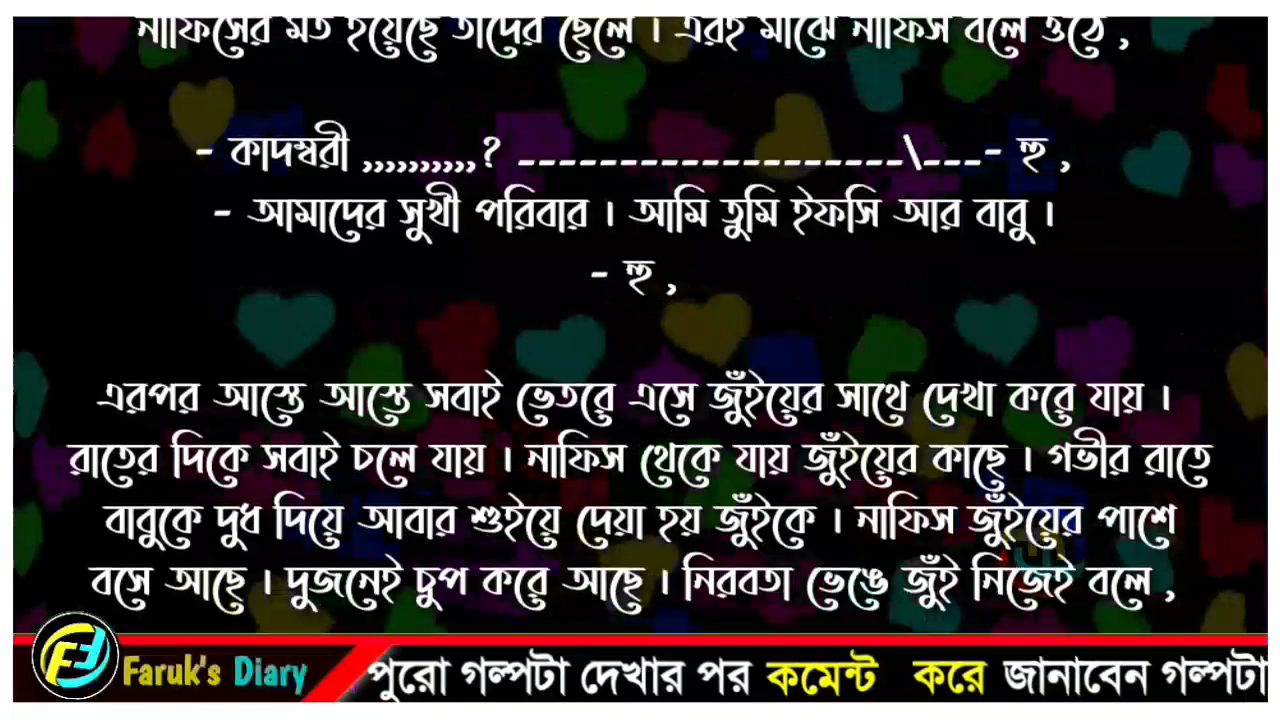 নাফিসের মত হয়েছে তাদের ছেলে । এরই মাঝে নাফিস বলে ওঠে ,
- কাদম্বরী ,,,,,,,,,,? -------------------\---- হু ,
- আমাদের সুখী পরিবার । আমি তুমি ইফসি আর বাবু ।
- হু ,
এরপর আস্তে আস্তে সবাই ভেতরে এসে জুঁইয়ের সাথে দেখা করে যায় ।
রাতের দিকে সবাই চলে যায় । নাফিস থেকে যায় জুঁইয়ের কাছে । গভীর রাতে
বাবুকে দুধ দিয়ে আবার শুইয়ে দেয়া হয় জুঁইকে । নাফিস জুঁইয়ের পাশে
বসে আছে । দুজনেই চুপ করে আছে । নিরবতা ভেঙে জুঁই নিজেই বলে ,
Faruk's Diary পুরো গল্পটা দেখার পর কমেন্ট করে জানাবেন গল্পটা